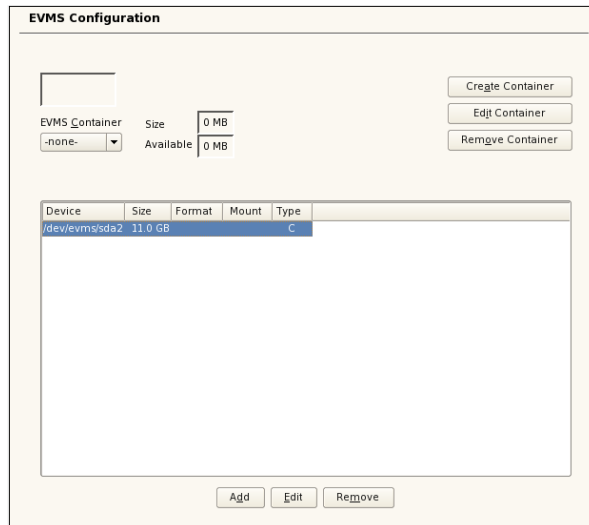 EVMS Configuration
Create Container
EVMS Container Size 0 MB Edit Container
-none- Available 0 MB Remove Container
Device Size Format Mount Type
/dev/evms/sda2 11.0 GB C
Add Edit Remove